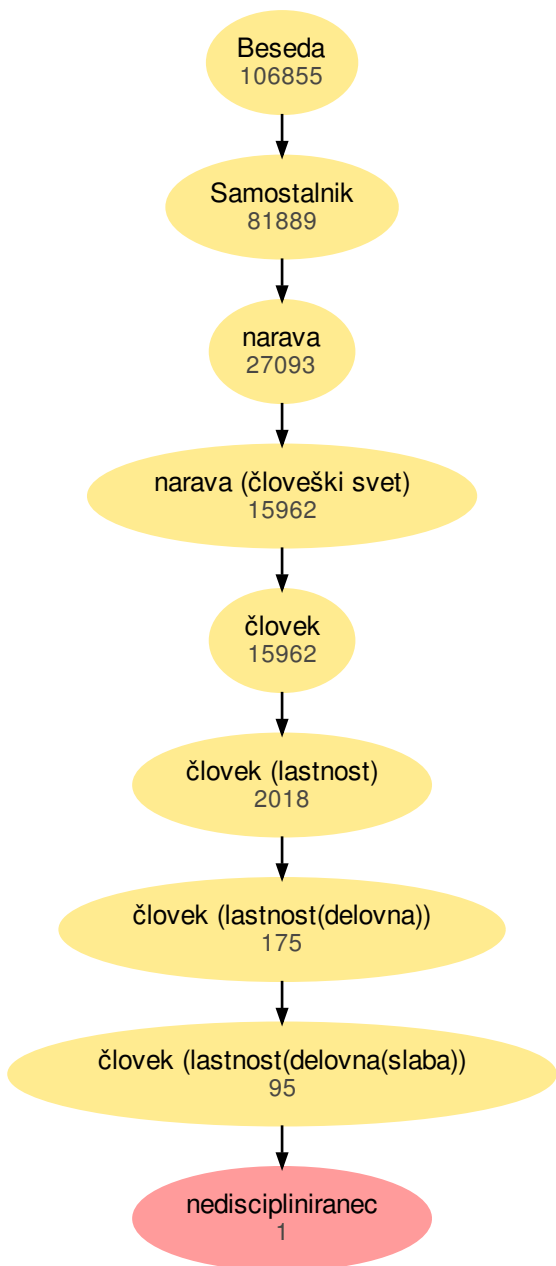 Beseda
106855
Samostalnik
81889
narava
27093
narava (človeški svet)
15962
človek
15962
človek (lastnost)
2018
človek (lastnost(delovna))
175
človek (lastnost(delovna(slaba))
95
nediscipliniranec
1